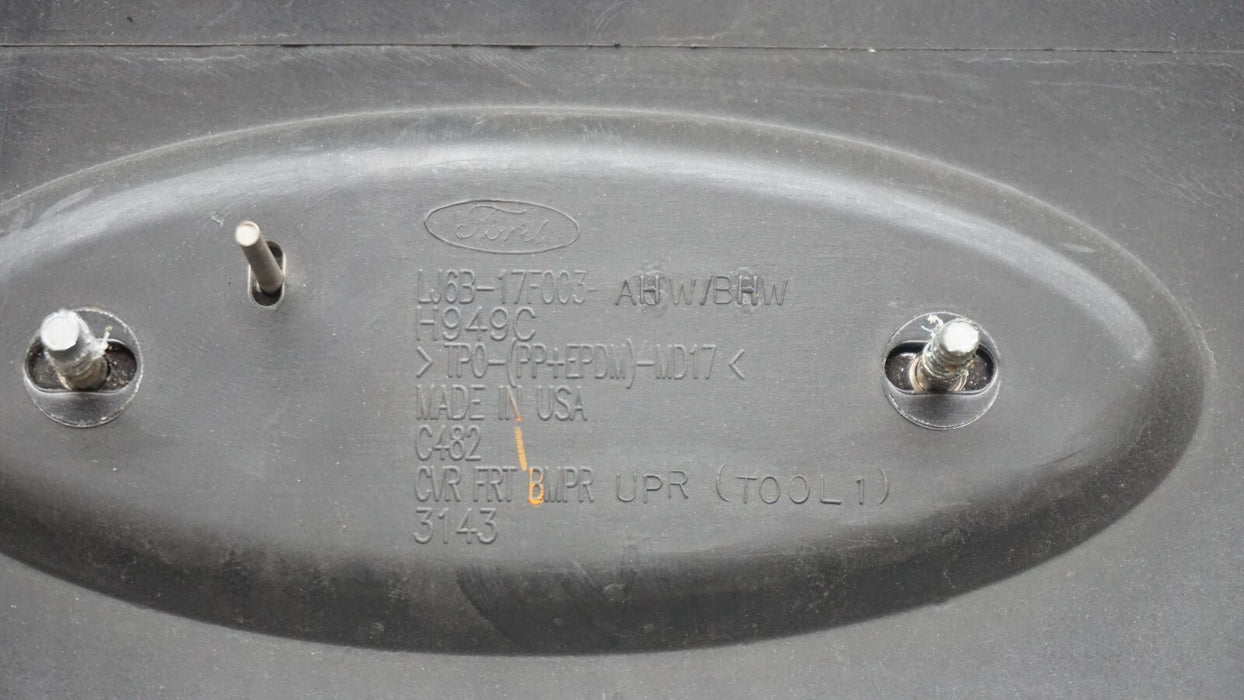 Ford
LJ6B-17F003- AHW/BHW
H949C
>TPO-(PP+EPDM)-MD17<
MADE IN USA
C482
CVR FRT BMPR UPR (TOOL1)
3143